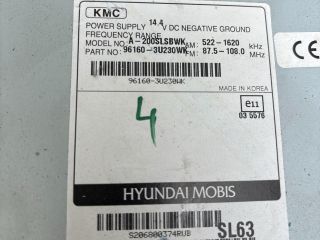 KMC
POWER SUPPLY 14.4 V DC NEGATIVE GROUND
FREQUENCY RANGE
MODEL NO. A-200SLSBWK AM: 522-1620 kHz
PART NO: 96160-3U230WK FM: 87.5-108.0 MHz
CE
96160-3U230WK
MADE IN KOREA
e11
03 5576
4
HYUNDAI MOBIS
S206800374RUB
SL63